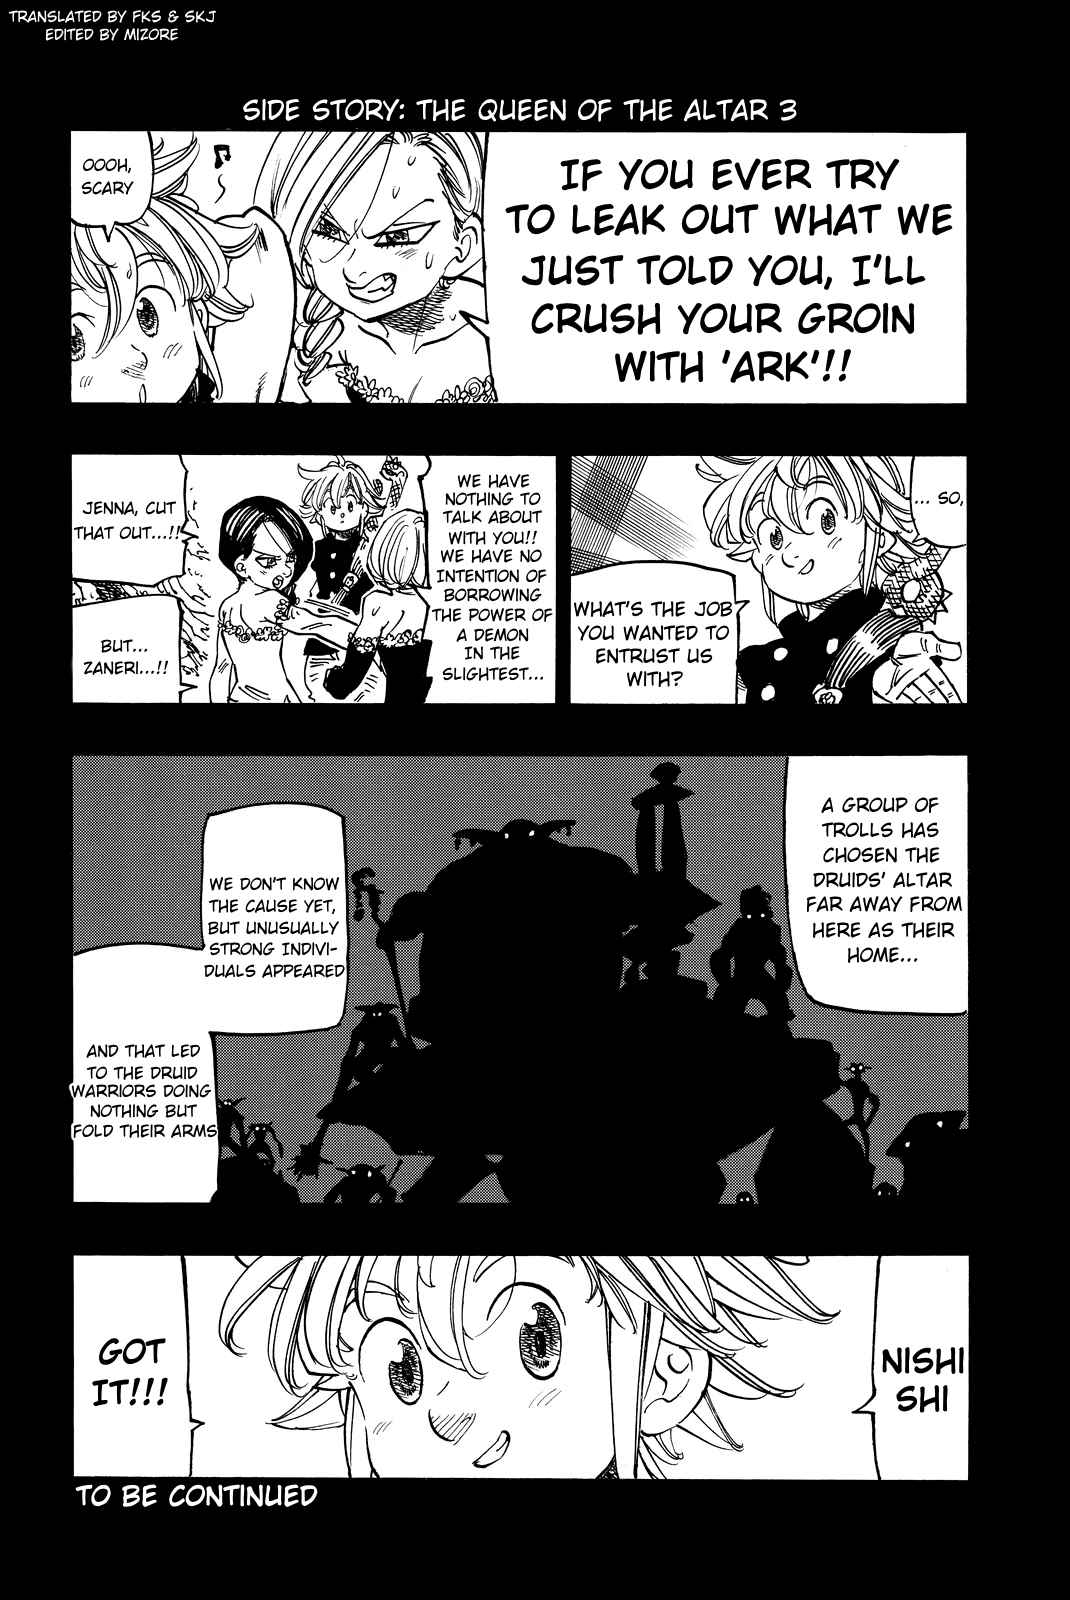 TRANSLATED BY FKS & SKJ
EDITED BY MIZORE
SIDE STORY: THE QUEEN OF THE ALTAR 3
IF YOU EVER TRY
TO LEAK OUT WHAT WE
JUST TOLD YOU, I'LL
CRUSH YOUR GROIN
WITH 'ARK'!!
OOOH,
SCARY
... SO,
WHAT'S THE JOB
YOU WANTED TO
ENTRUST US
WITH?
WE HAVE
NOTHING TO
TALK ABOUT
WITH YOU!!
WE HAVE NO
INTENTION OF
BORROWING
THE POWER OF
A DEMON
IN THE
SLIGHTEST...
JENNA, CUT
THAT OUT...!!
BUT...
ZANERI...!!
A GROUP OF
TROLLS HAS
CHOSEN THE
DRUIDS' ALTAR
FAR AWAY FROM
HERE AS THEIR
HOME...
WE DON'T KNOW
THE CAUSE YET,
BUT UNUSUALLY
STRONG INDIVI-
DUALS APPEARED
AND THAT LED
TO THE DRUID
WARRIORS DOING
NOTHING BUT
FOLD THEIR ARMS
NISHI
SHI
GOT
IT!!!
TO BE CONTINUED